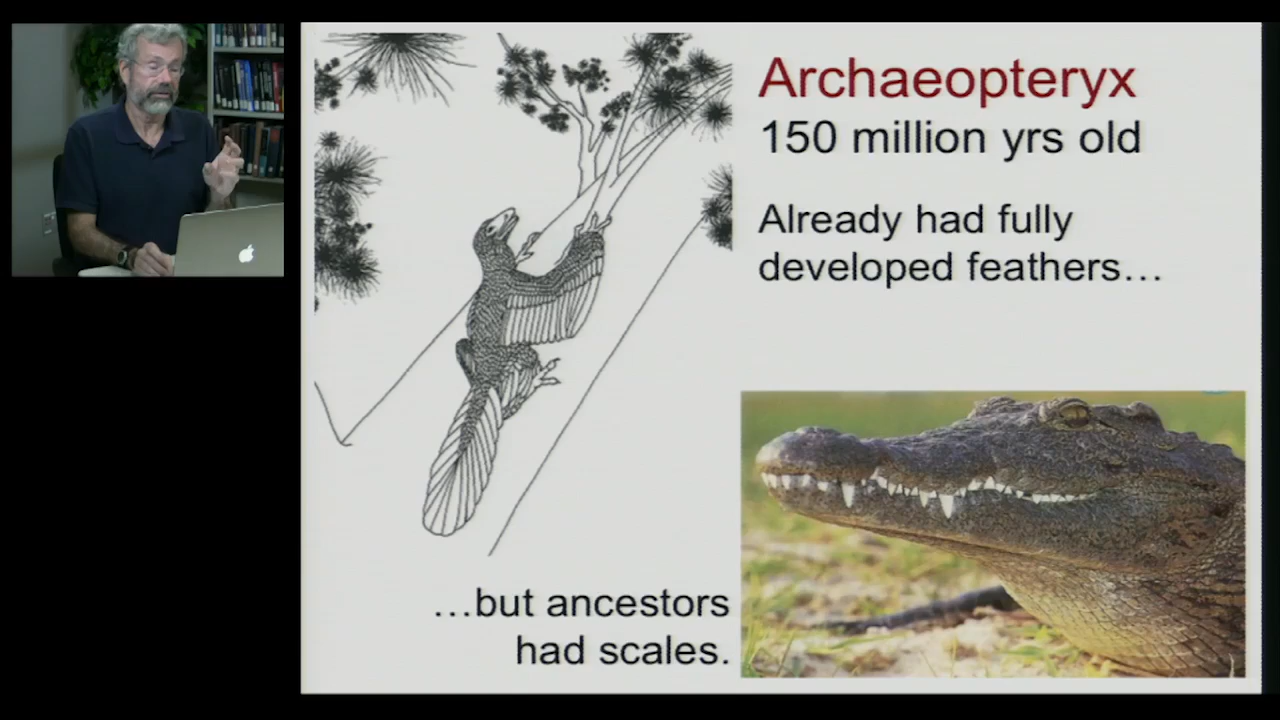 Archaeopteryx
150 million yrs old
Already had fully
developed feathers…
…but ancestors
had scales.